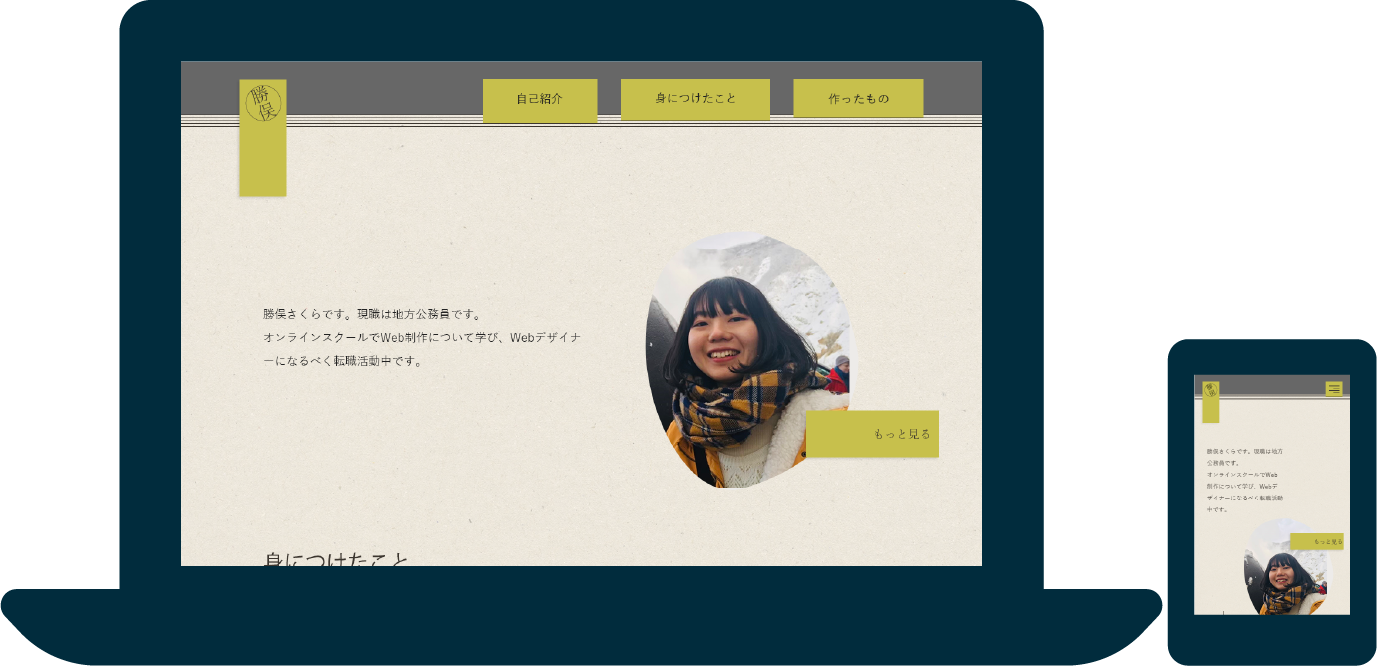 勝俣
自己紹介
身につけたこと
作ったもの
勝俣さくらです。現職は地方公務員です。
オンラインスクールでWeb制作について学び、Webデザイナ
ーになるべく転職活動中です。
もっと見る
身につけたこと
勝俣
勝俣さくらです。現職は地方
公務員です。
オンラインスクールでWeb
制作について学び、Webデ
ザイナーになるべく転職活動
中です。
もっと見る